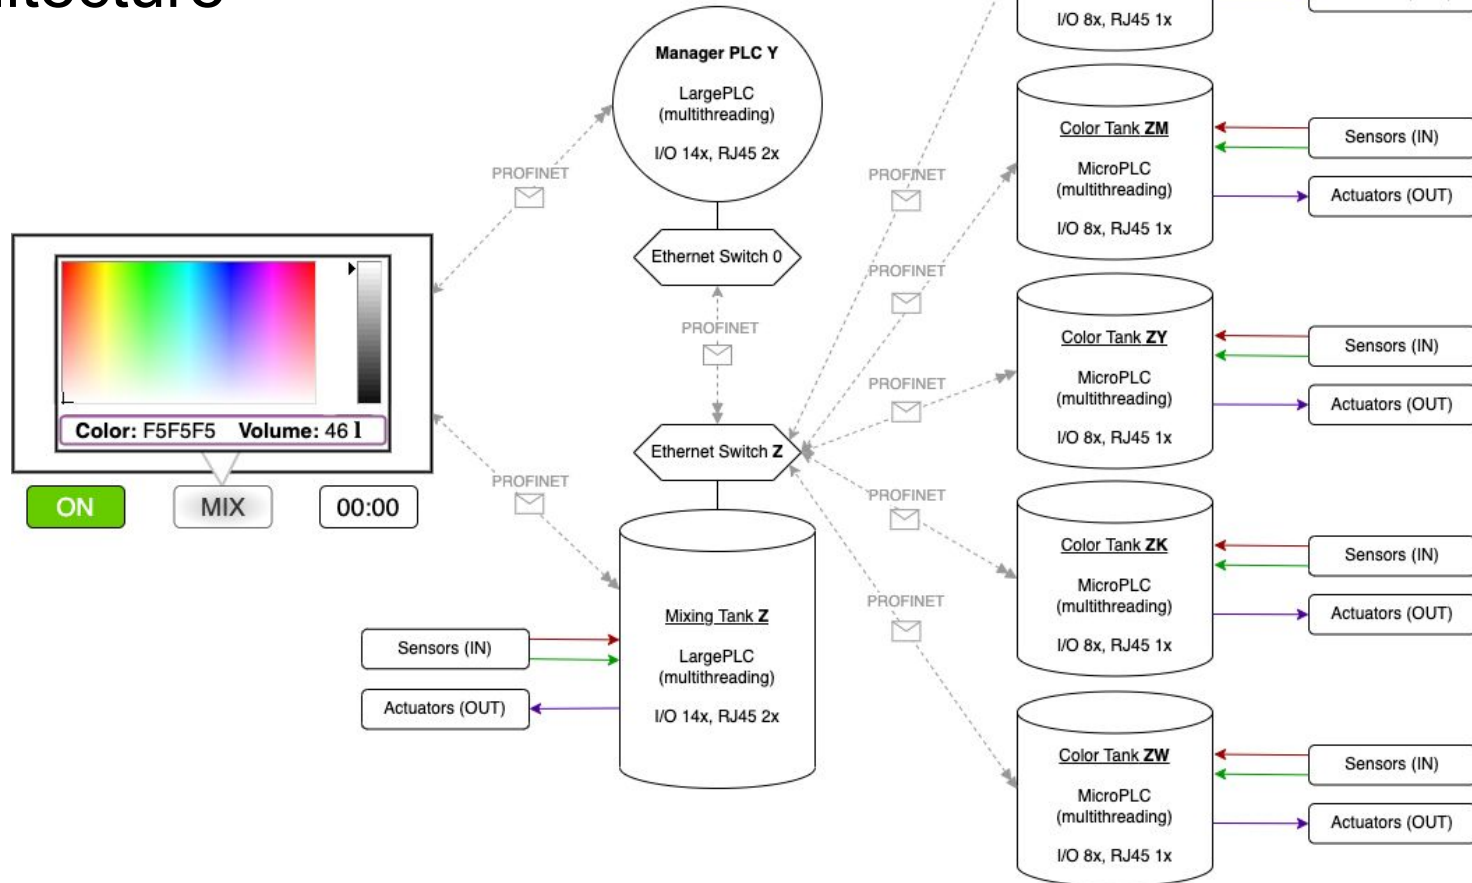 Manager PLC Y
LargePLC
(multithreading)
I/O 14x, RJ45 2x
PROFINET
Ethernet Switch 0
PROFINET
Ethernet Switch Z
Color: F5F5F5 Volume: 46 l
ON
MIX
00:00
PROFINET
Mixing Tank Z
LargePLC
(multithreading)
I/O 14x, RJ45 2x
Sensors (IN)
Actuators (OUT)
PROFINET
PROFINET
PROFINET
PROFINET
PROFINET
I/O 8x, RJ45 1x
Color Tank ZM
MicroPLC
(multithreading)
I/O 8x, RJ45 1x
Sensors (IN)
Actuators (OUT)
Color Tank ZY
MicroPLC
(multithreading)
I/O 8x, RJ45 1x
Sensors (IN)
Actuators (OUT)
Color Tank ZK
MicroPLC
(multithreading)
I/O 8x, RJ45 1x
Sensors (IN)
Actuators (OUT)
Color Tank ZW
MicroPLC
(multithreading)
I/O 8x, RJ45 1x
Sensors (IN)
Actuators (OUT)